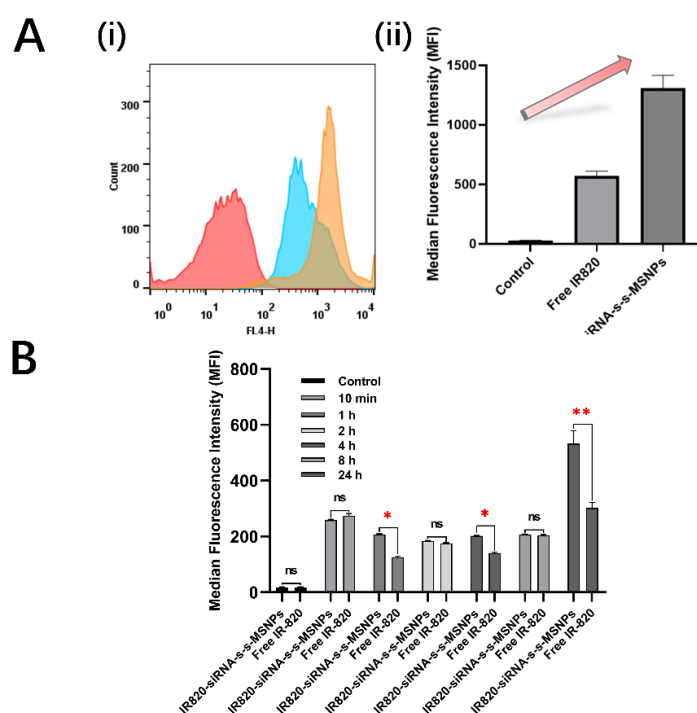 A
(i)
(ii)
Count
300
200
100
0
10^0
10^1
10^2
10^3
10^4
FL4-H
Median Fluorescence Intensity (MFI)
1500
1000
500
0
Control
Free IR820
iRNA-s-s-MSNPs
B
Median Fluorescence Intensity (MFI)
800
600
400
200
0
Control
10 min
1 h
2 h
4 h
8 h
24 h
ns
ns
*
ns
*
ns
**
IR820-siRNA-s-s-MSNPs
Free IR-820
IR820-siRNA-s-s-MSNPs
Free IR-820
IR820-siRNA-s-s-MSNPs
Free IR-820
IR820-siRNA-s-s-MSNPs
Free IR-820
IR820-siRNA-s-s-MSNPs
Free IR-820
IR820-siRNA-s-s-MSNPs
Free IR-820
IR820-siRNA-s-s-MSNPs
Free IR-820